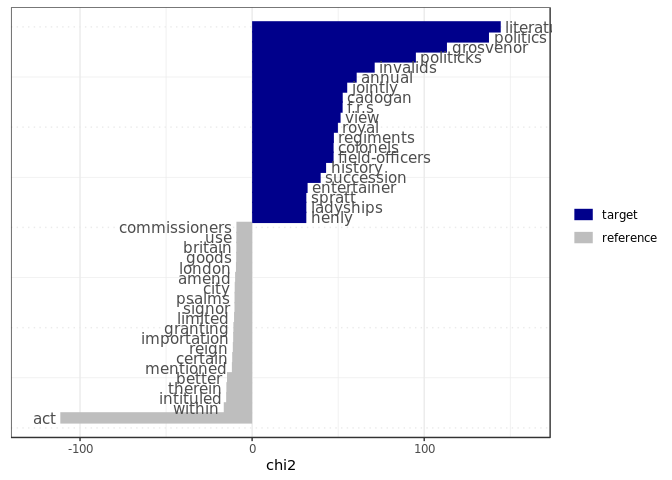 literatu
politics
grosvenor
politicks
invalids
annual
jointly
cadogan
f.r.s
view
royal
regiments
colonels
field-officers
history
succession
entertainer
spratt
ladyships
henly
commissioners
use
britain
goods
london
amend
city
psalms
signor
limited
granting
importation
reign
certain
mentioned
better
therein
intituled
within
act
target
reference
-100 0 100
chi2